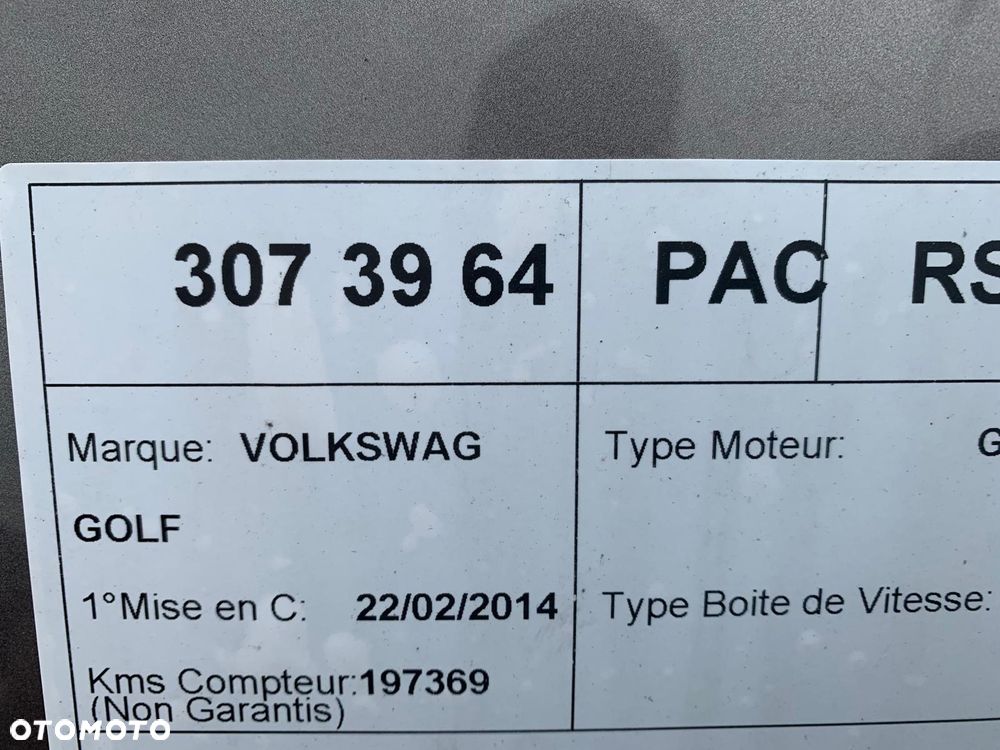 307 39 64 PAC RS
Marque: VOLKSWAG Type Moteur: G
GOLF
1°Mise en C: 22/02/2014 Type Boite de Vitesse:
Kms Compteur:197369
(Non Garantis)
OTOMOTO